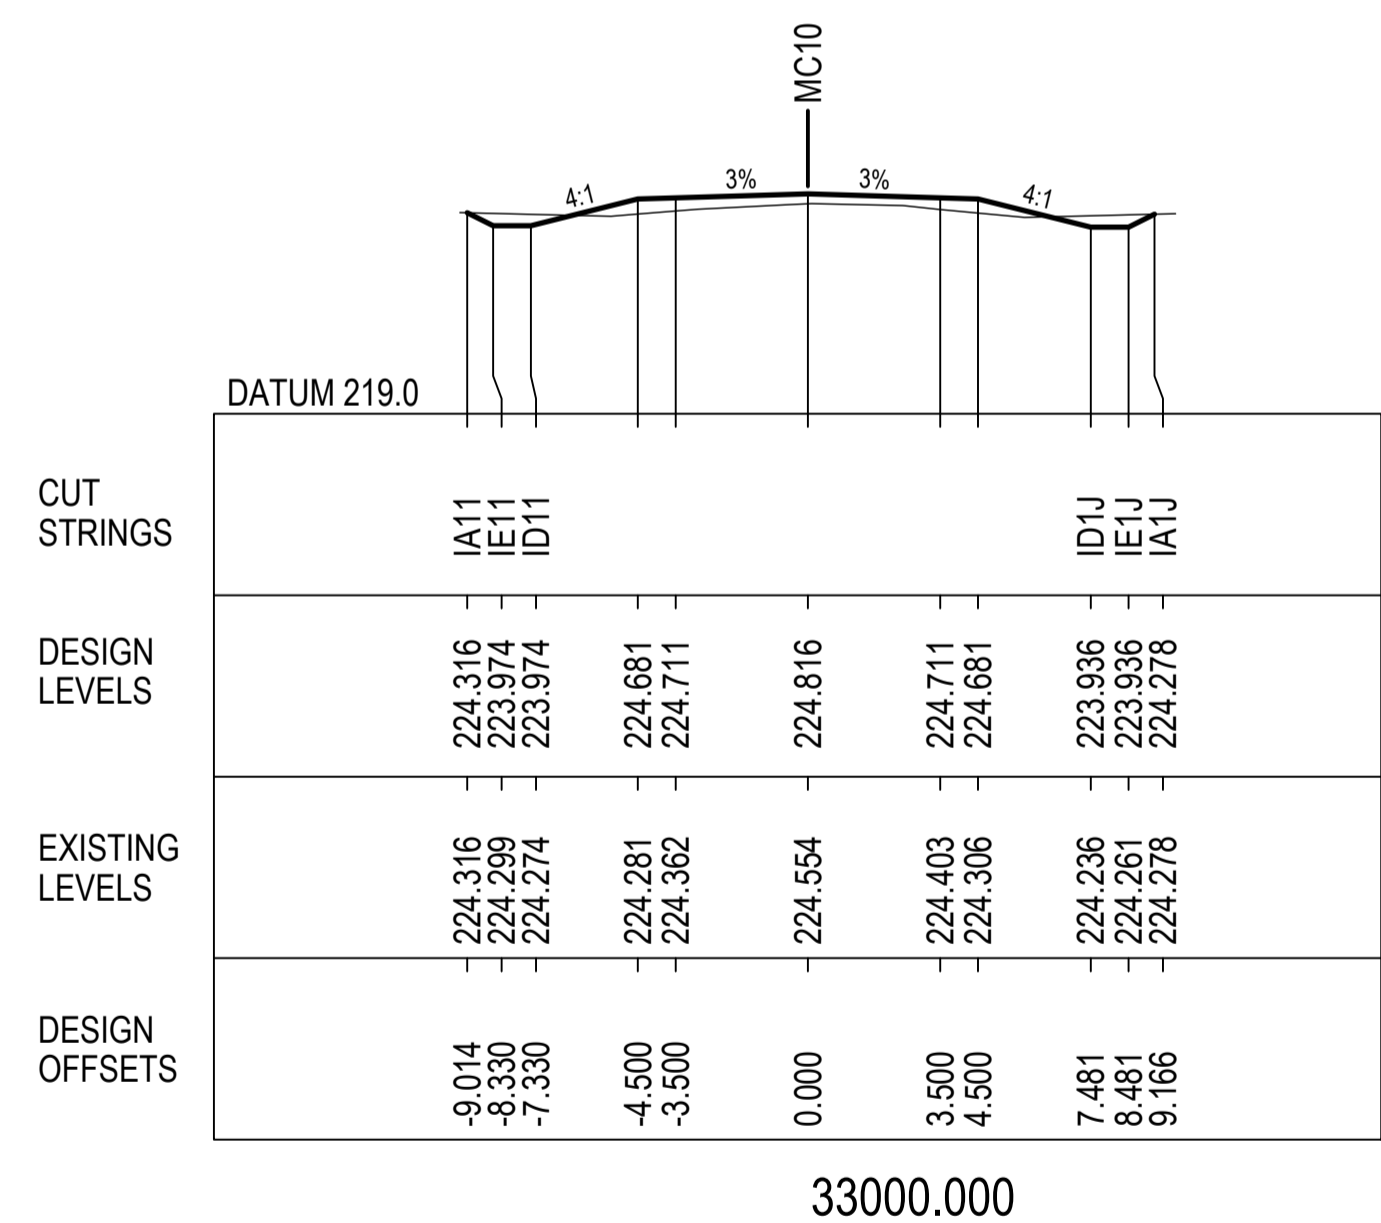 MC10
4:1
3%
3%
4:1
DATUM 219.0
CUT
STRINGS
IA11
IE11
ID11
ID1J
IE1J
IA1J
DESIGN
LEVELS
224.316
223.974
223.974
224.681
224.711
224.816
224.711
224.681
223.936
223.936
224.278
EXISTING
LEVELS
224.316
224.299
224.274
224.281
224.362
224.554
224.403
224.306
224.236
224.261
224.278
DESIGN
OFFSETS
-9.014
-8.330
-7.330
-4.500
-3.500
0.000
3.500
4.500
7.481
8.481
9.166
33000.000